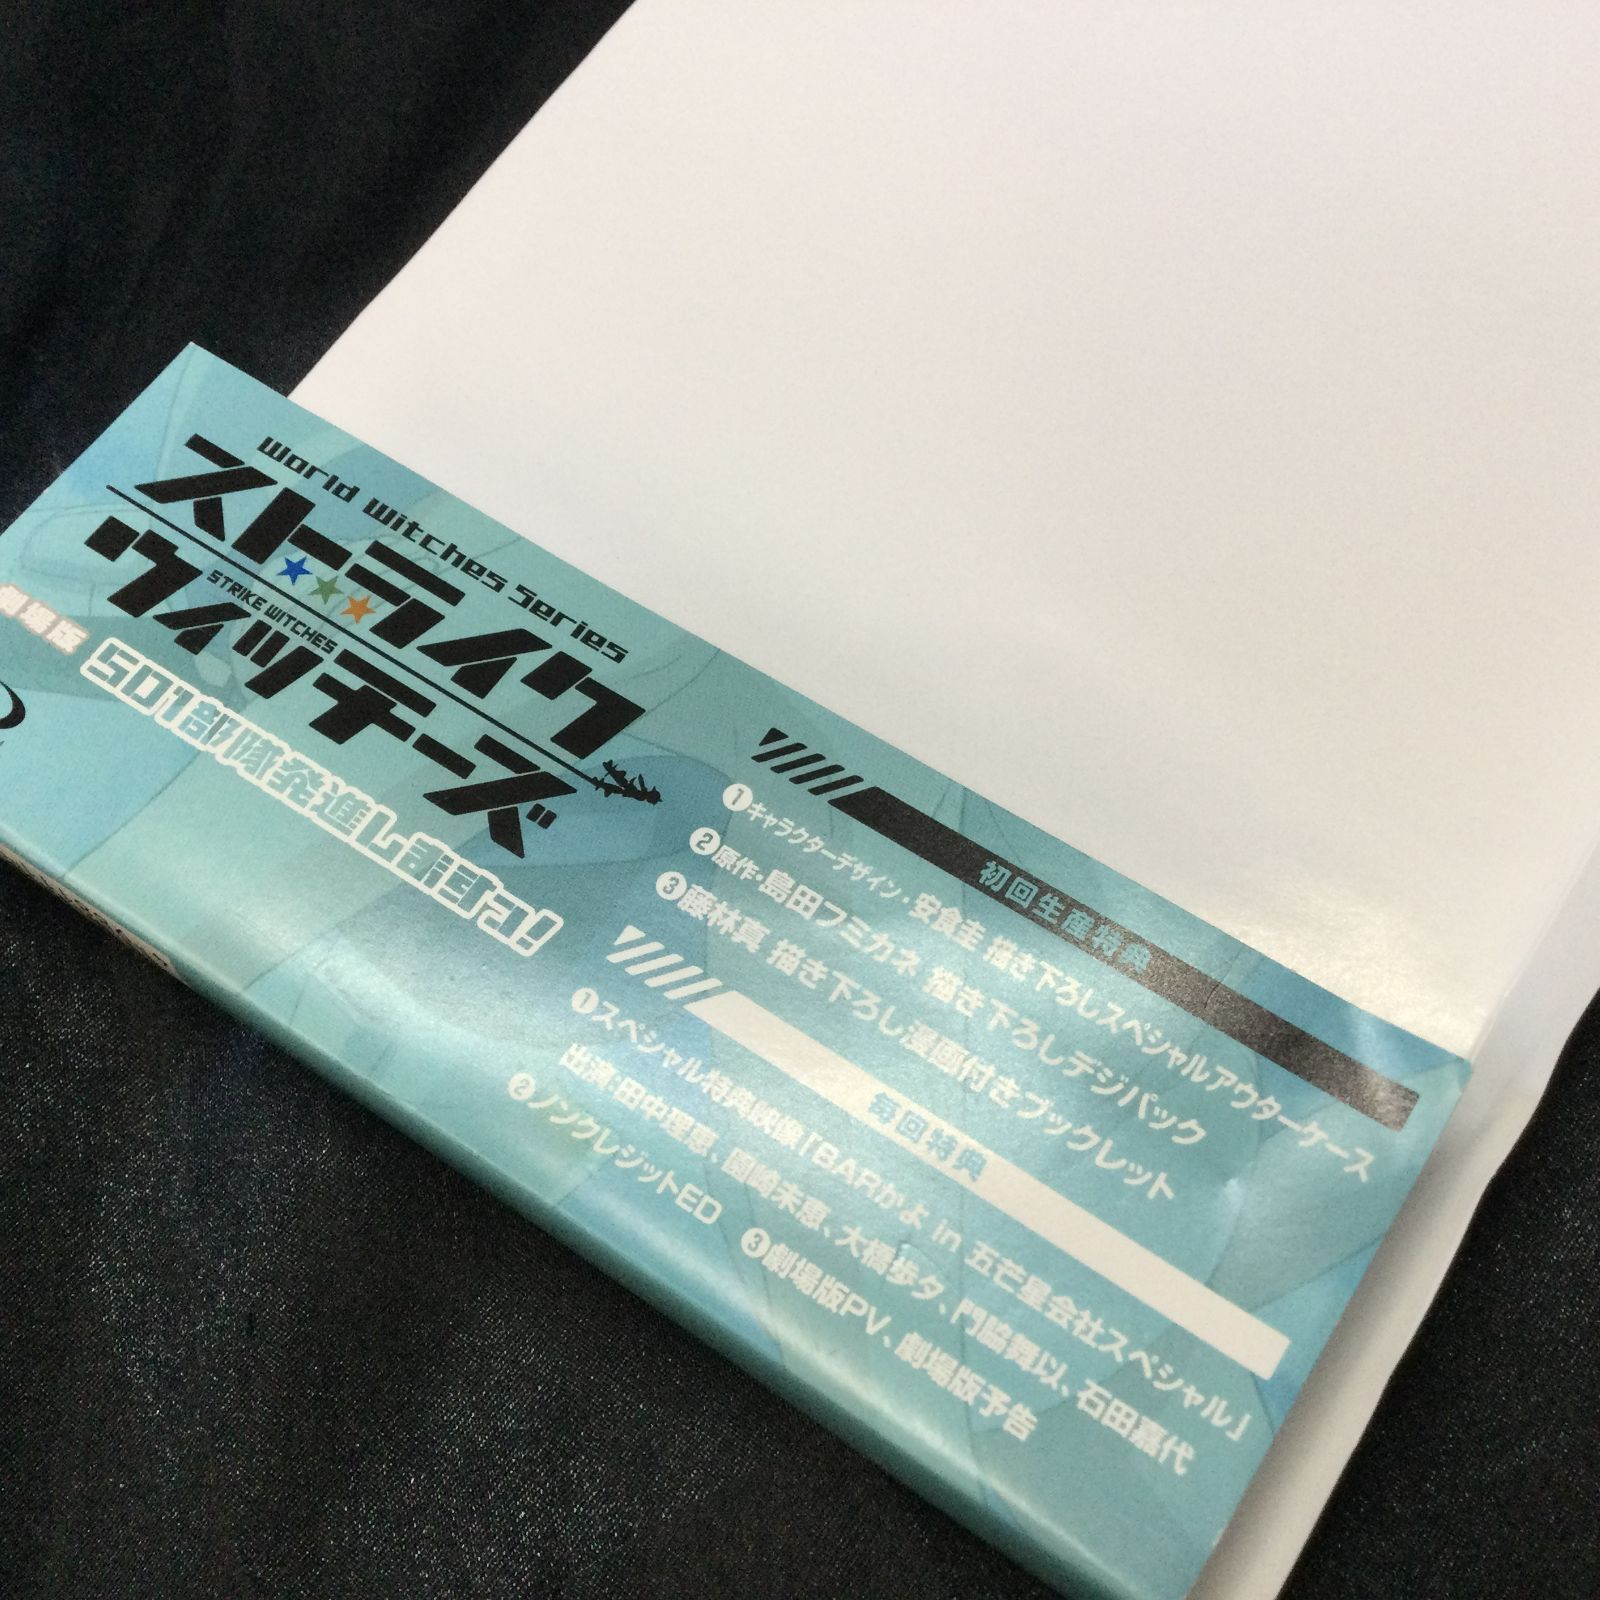 World Witches Series
ストライク
STRIKE WITCHES
ウィッチーズ
劇場版
501部隊発進しますっ!
初回生産特典
❶キャラクターデザイン・安食圭 描き下ろしスペシャルアウターケース
❷原作・島田フミカネ 描き下ろしデジパック
❸藤林真 描き下ろし漫画付きブックレット
毎回特典
❶スペシャル特典映像「BARかよ in 五芒星会社スペシャル」
出演:田中理恵、園崎未恵、大橋歩夕、門脇舞以、石田嘉代
❷ノンクレジットED ❸劇場版PV、劇場版予告